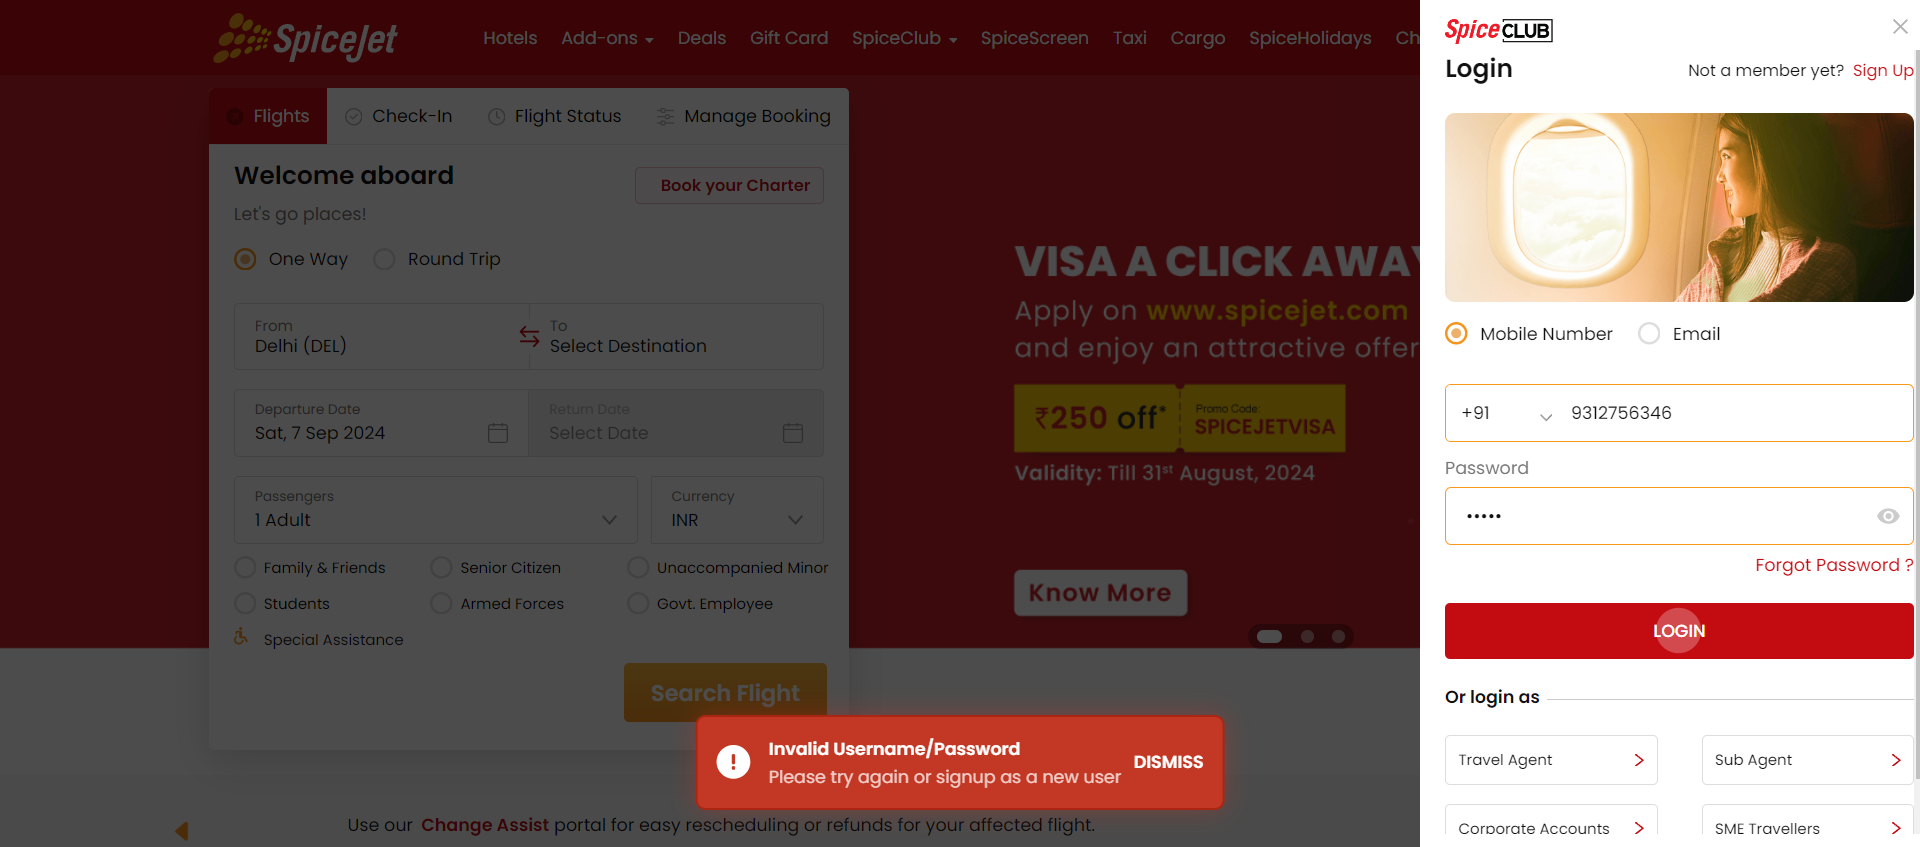 SpiceJet
Hotels Add-ons Deals Gift Card SpiceClub SpiceScreen Taxi Cargo SpiceHolidays Ch
Flights Check-In Flight Status Manage Booking
Welcome aboard
Book your Charter
Let's go places!
One Way Round Trip
From
Delhi (DEL)
To
Select Destination
Departure Date
Sat, 7 Sep 2024
Return Date
Select Date
Passengers
1 Adult
Currency
INR
Family & Friends Senior Citizen Unaccompanied Minor
Students Armed Forces Govt. Employee
Special Assistance
Search Flight
VISA A CLICK AWAY
Apply on www.spicejet.com
and enjoy an attractive offer
₹250 off*
Promo Code:
SPICEJETVISA
Validity: Till 31st August, 2024
Know More
Invalid Username/Password
Please try again or signup as a new user
DISMISS
Use our Change Assist portal for easy rescheduling or refunds for your affected flight.
SpiceCLUB
Login
Not a member yet? Sign Up
Mobile Number Email
+91 9312756346
Password
•••••
Forgot Password ?
LOGIN
Or login as
Travel Agent Sub Agent
Corporate Accounts SME Travellers